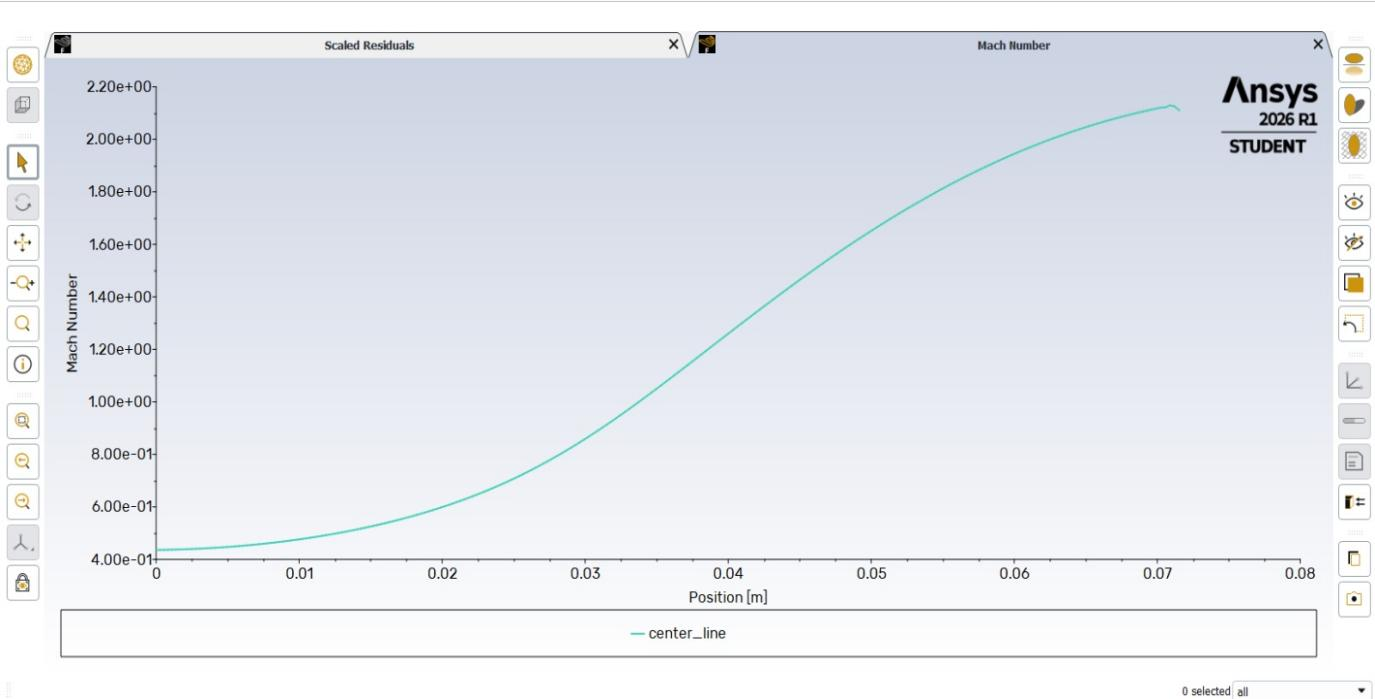 Scaled Residuals
Mach Number
Ansys
2026 R1
STUDENT
2.20e+00
2.00e+00
1.80e+00
1.60e+00
1.40e+00
1.20e+00
1.00e+00
8.00e-01
6.00e-01
4.00e-01
Mach Number
0 0.01 0.02 0.03 0.04 0.05 0.06 0.07 0.08
Position [m]
center_line
0 selected all